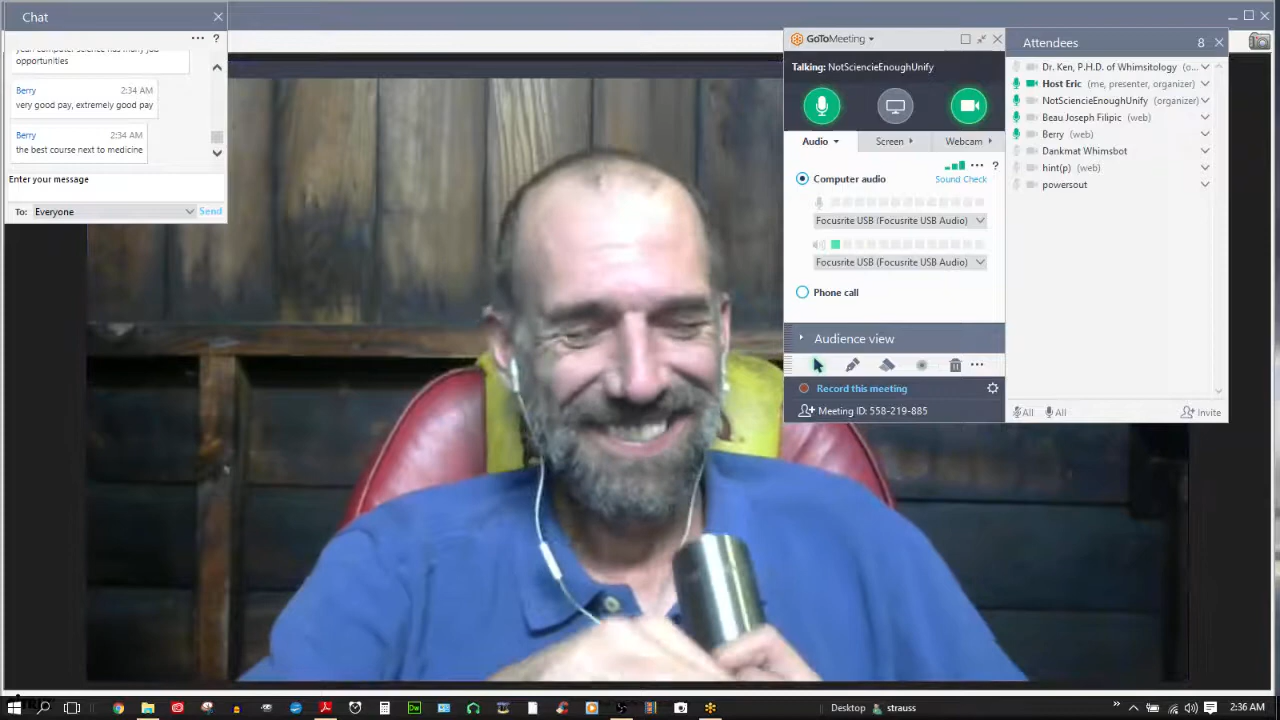 Chat
opportunities
Berry 2:34 AM
very good pay, extremely good pay
Berry 2:34 AM
the best course next to medicine
Enter your message
To: Everyone Send
GoToMeeting
Talking: NotSciencieEnoughUnify
Audio Screen Webcam
Computer audio Sound Check
Focusrite USB (Focusrite USB Audio)
Focusrite USB (Focusrite USB Audio)
Phone call
Audience view
Record this meeting
Meeting ID: 558-219-885
Attendees 8
Dr. Ken, P.H.D. of Whimsitology (o...
Host Eric (me, presenter, organizer)
NotSciencieEnoughUnify (organizer)
Beau Joseph Filipic (web)
Berry (web)
Dankmat Whimsbot
hint(p) (web)
powersout
All All Invite
Desktop strauss 2:36 AM